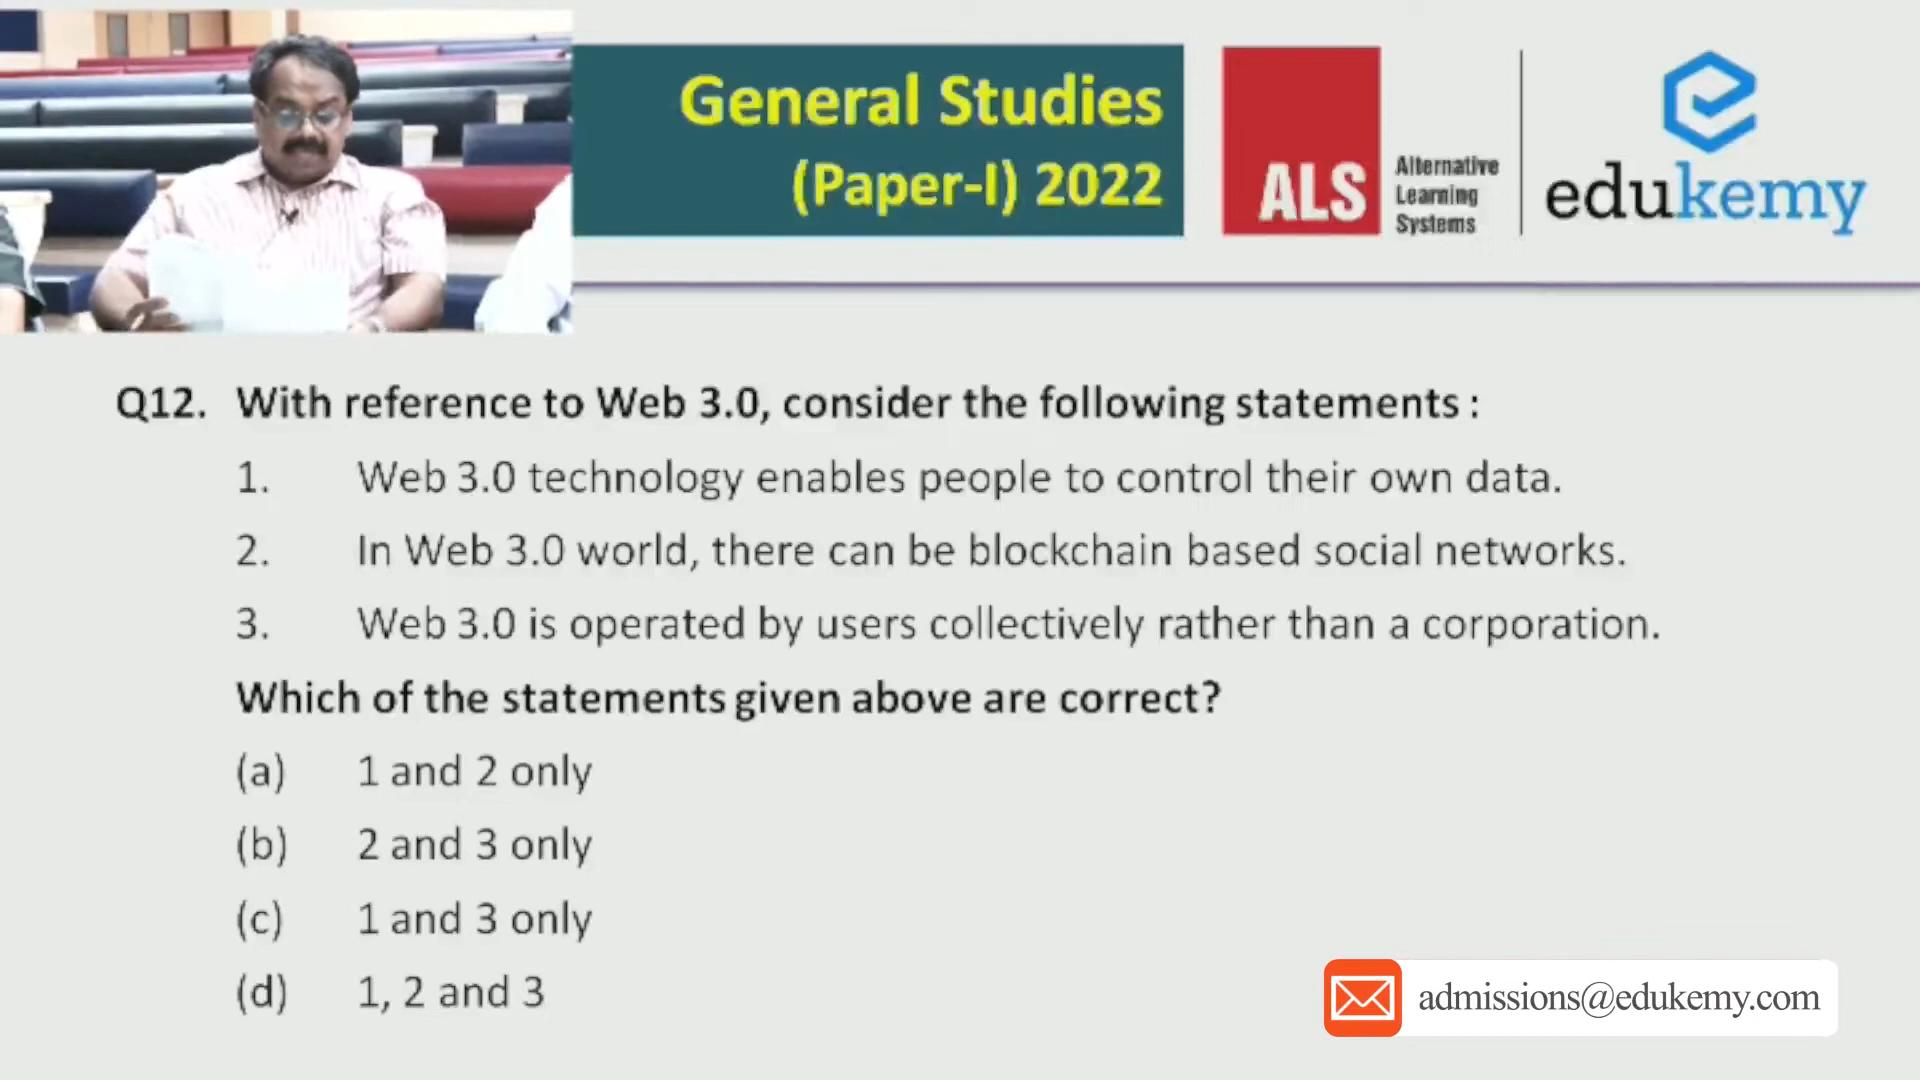 General Studies
(Paper-I) 2022
ALS
Alternative
Learning
Systems
edukemy
Q12. With reference to Web 3.0, consider the following statements :
1. Web 3.0 technology enables people to control their own data.
2. In Web 3.0 world, there can be blockchain based social networks.
3. Web 3.0 is operated by users collectively rather than a corporation.
Which of the statements given above are correct?
(a) 1 and 2 only
(b) 2 and 3 only
(c) 1 and 3 only
(d) 1, 2 and 3
admissions@edukemy.com